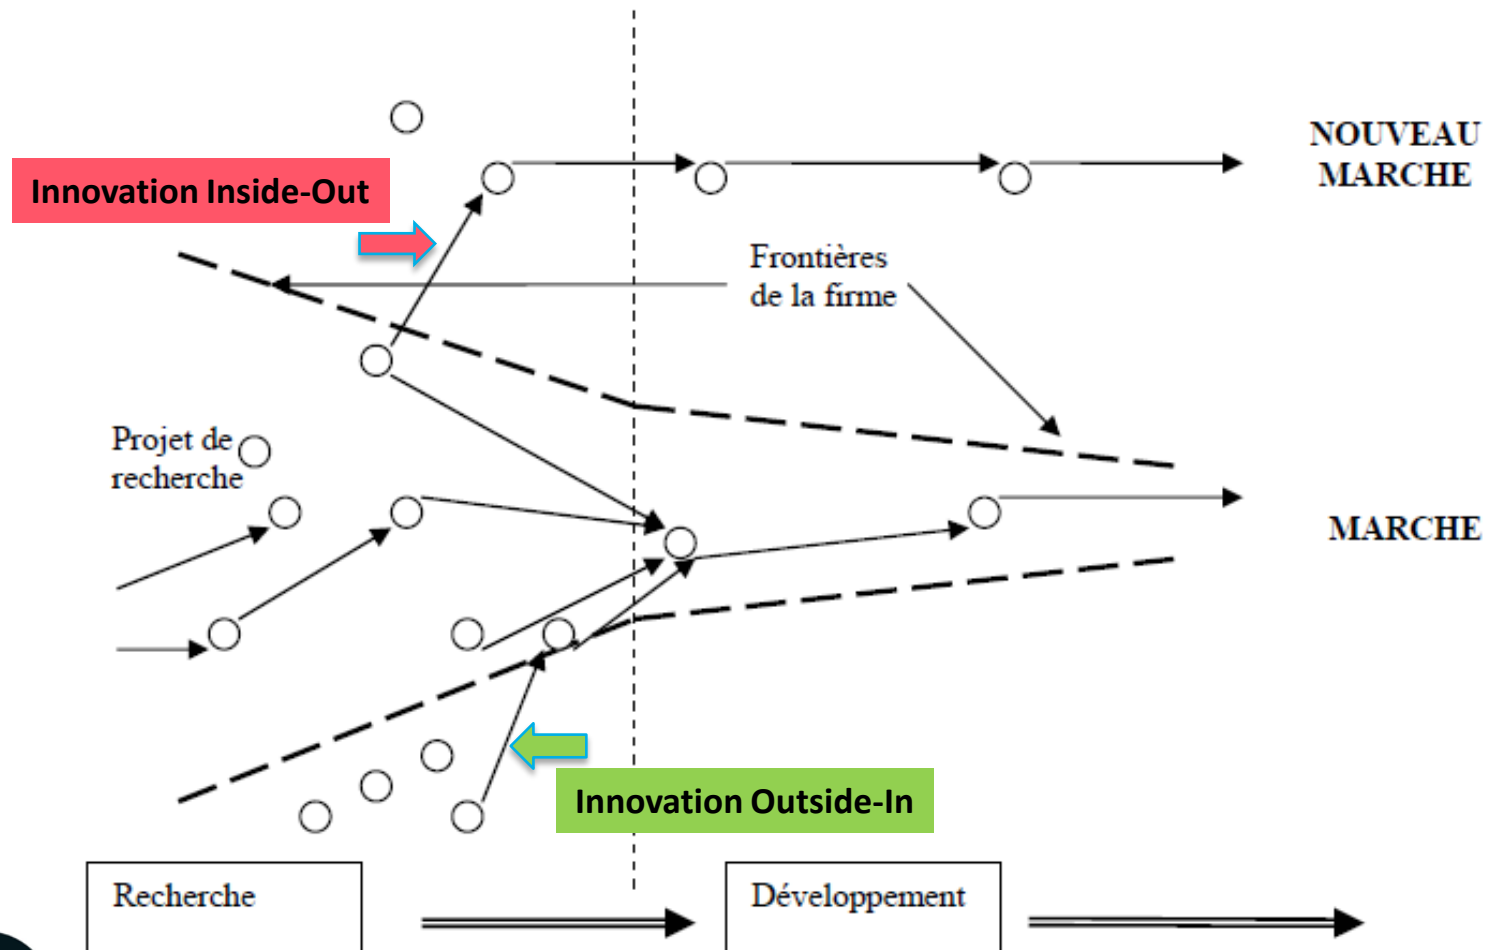 NOUVEAU
MARCHE
Innovation Inside-Out
Frontières
de la firme
Projet de
recherche
MARCHE
Innovation Outside-In
Recherche
Développement